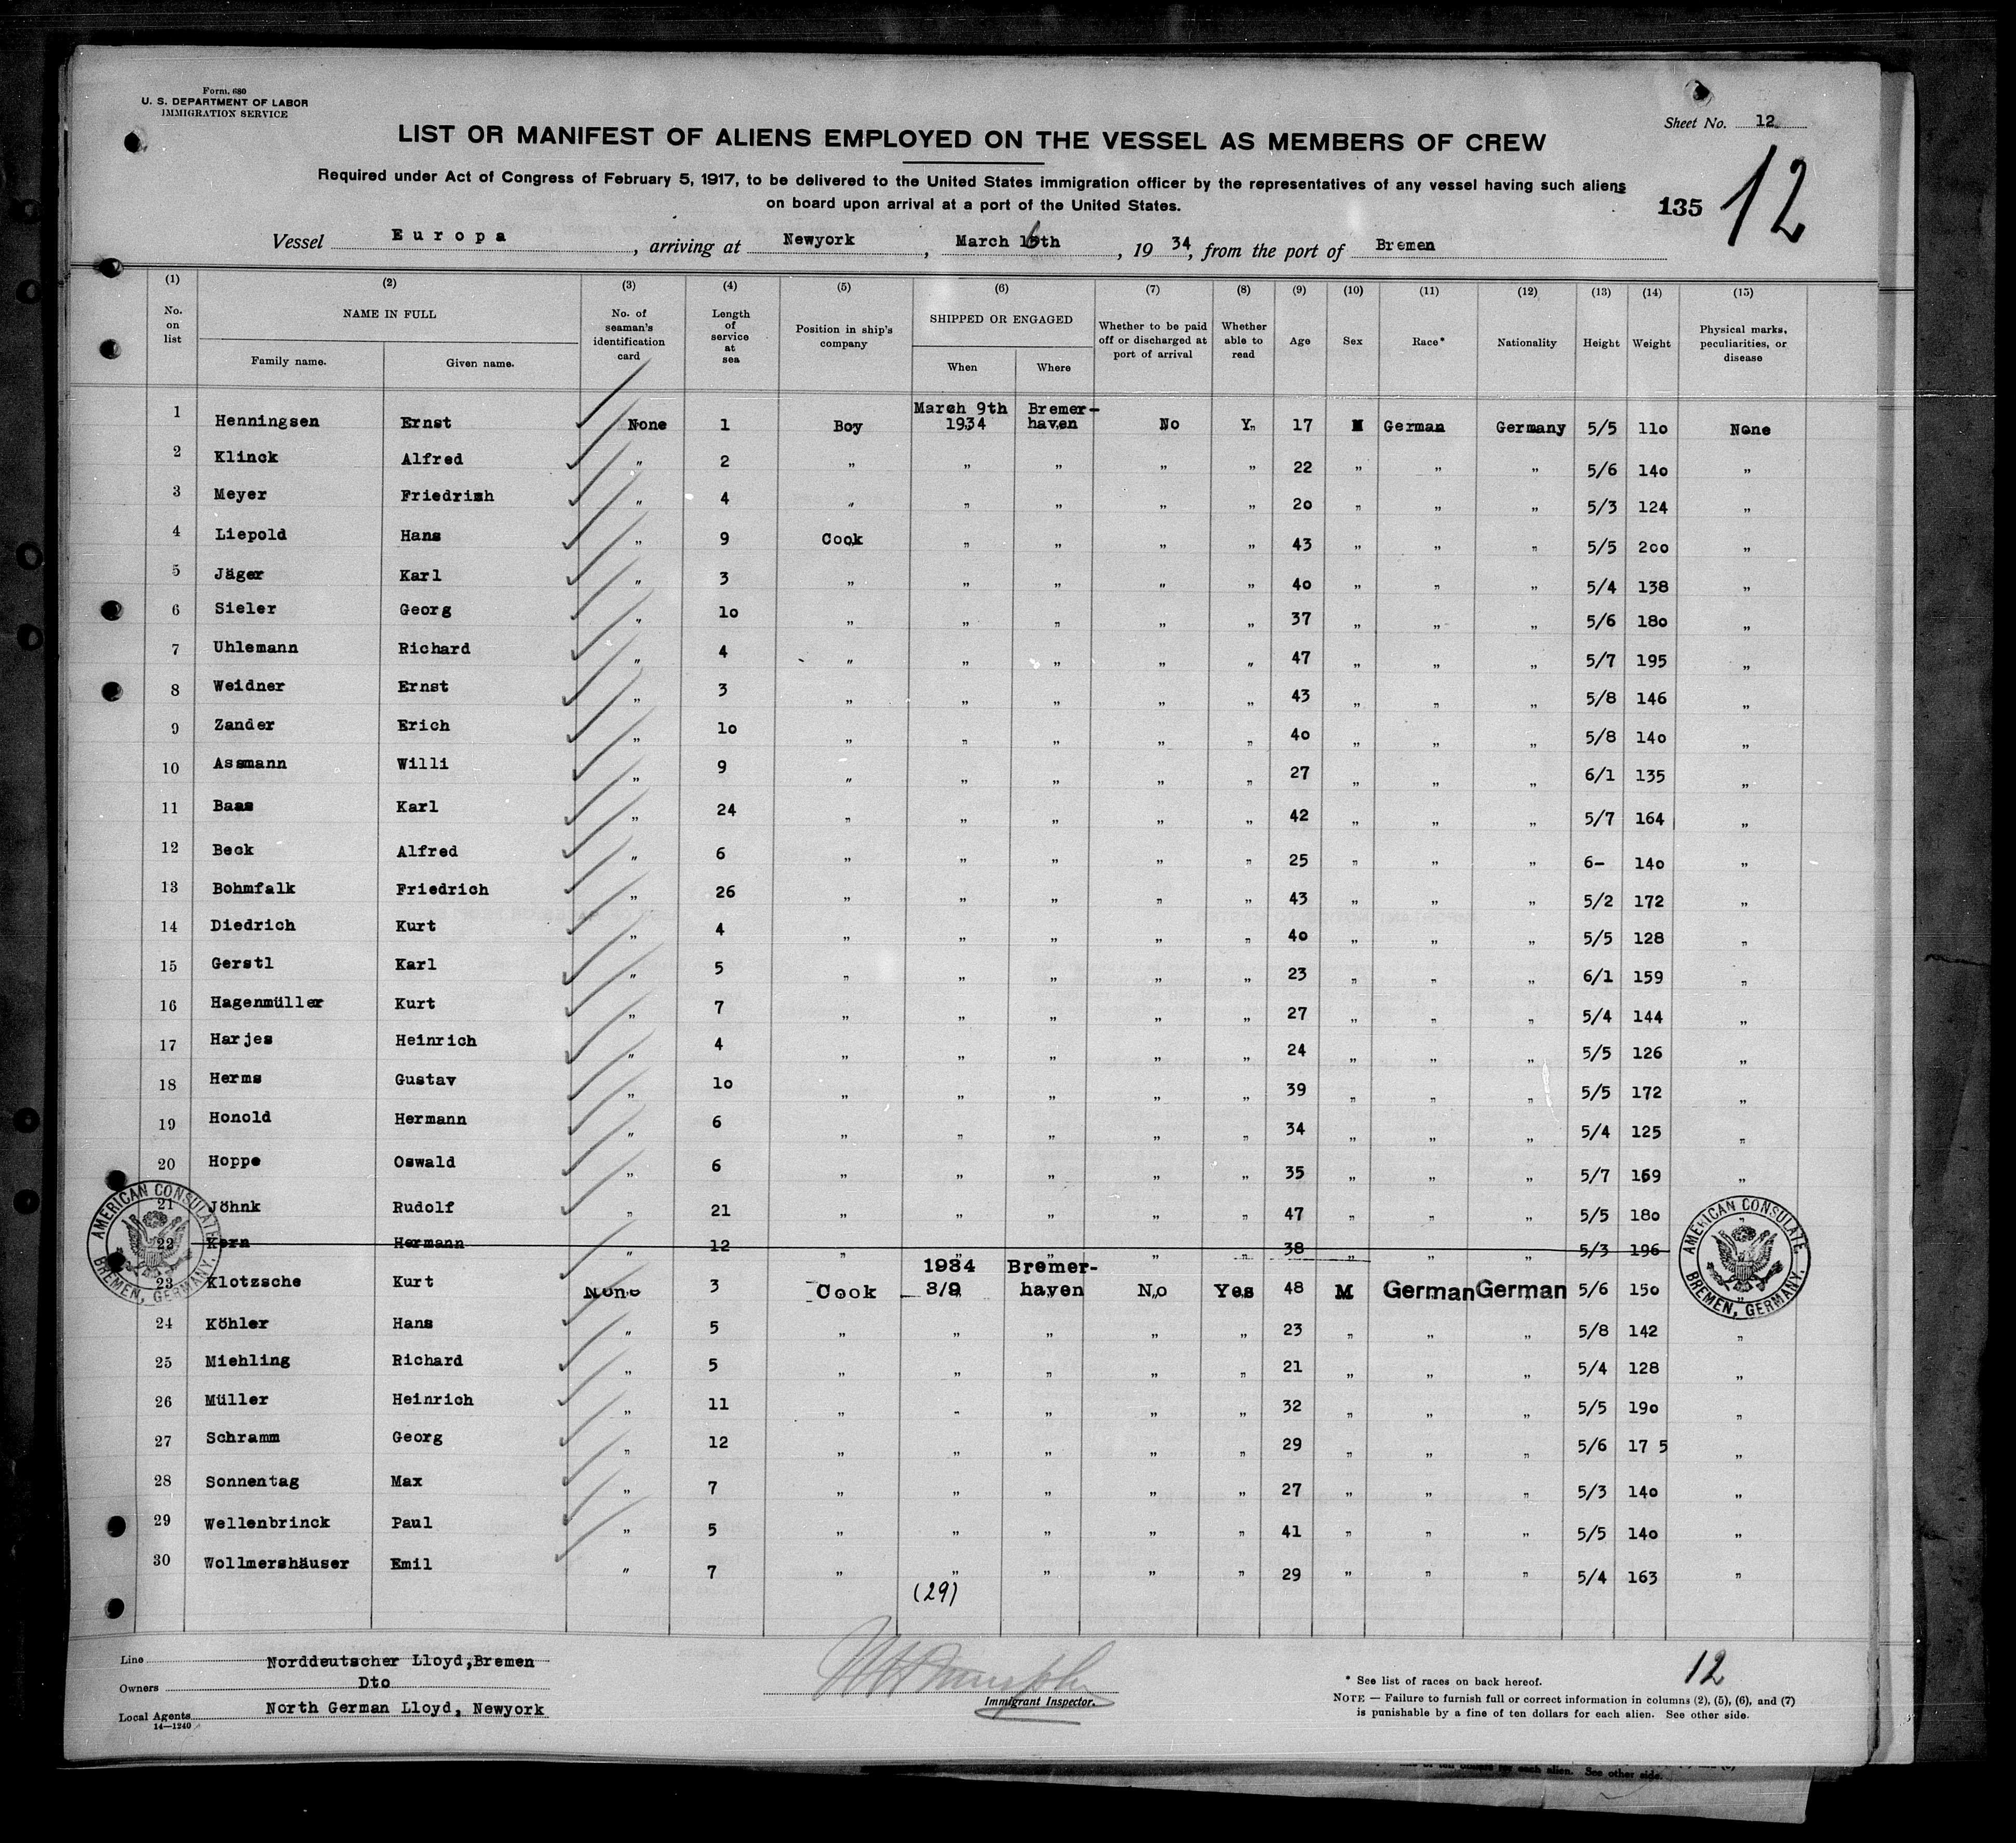 Form. 680
U. S. DEPARTMENT OF LABOR
IMMIGRATION SERVICE
Sheet No. 12
LIST OR MANIFEST OF ALIENS EMPLOYED ON THE VESSEL AS MEMBERS OF CREW
Required under Act of Congress of February 5, 1917, to be delivered to the United States immigration officer by the representatives of any vessel having such aliens
on board upon arrival at a port of the United States.
135 12
Vessel Europa, arriving at Newyork, March 16th, 19 34, from the port of Bremen
(1) (2) (3) (4) (5) (6) (7) (8) (9) (10) (11) (12) (13) (14) (15)
No. on list NAME IN FULL Family name. Given name. No. of seaman's identification card Length of service at sea Position in ship's company SHIPPED OR ENGAGED When Where Whether to be paid off or discharged at port of arrival Whether able to read Age Sex Race* Nationality Height Weight Physical marks, peculiarities, or disease
1 Henningsen Ernst None 1 Boy March 9th 1934 Bremer-haven No Y„ 17 M German Germany 5/5 110 None
2 Klinck Alfred „ 2 „ „ „ „ „ 22 „ „ „ 5/6 140 „
3 Meyer Friedrich „ 4 „ „ „ „ „ 20 „ „ „ 5/3 124 „
4 Liepold Hans „ 9 Cook „ „ „ „ 43 „ „ „ 5/5 200 „
5 Jäger Karl „ 3 „ „ „ „ „ 40 „ „ „ 5/4 138 „
6 Sieler Georg „ 10 „ „ „ „ „ 37 „ „ „ 5/6 180 „
7 Uhlemann Richard „ 4 „ „ „ „ „ 47 „ „ „ 5/7 195 „
8 Weidner Ernst „ 3 „ „ „ „ „ 43 „ „ „ 5/8 146 „
9 Zander Erich „ 10 „ „ „ „ „ 40 „ „ „ 5/8 140 „
10 Assmann Willi „ 9 „ „ „ „ „ 27 „ „ „ 6/1 135 „
11 Baas Karl „ 24 „ „ „ „ „ 42 „ „ „ 5/7 164 „
12 Beck Alfred „ 6 „ „ „ „ „ 25 „ „ „ 6- 140 „
13 Bohmfalk Friedrich „ 26 „ „ „ „ „ 43 „ „ „ 5/2 172 „
14 Diedrich Kurt „ 4 „ „ „ „ „ 40 „ „ „ 5/5 128 „
15 Gerstl Karl „ 5 „ „ „ „ „ 23 „ „ „ 6/1 159 „
16 Hagenmüller Kurt „ 7 „ „ „ „ „ 27 „ „ „ 5/4 144 „
17 Harjes Heinrich „ 4 „ „ „ „ „ 24 „ „ „ 5/5 126 „
18 Herms Gustav „ 10 „ „ „ „ „ 39 „ „ „ 5/5 172 „
19 Honold Hermann „ 6 „ „ „ „ „ 34 „ „ „ 5/4 125 „
20 Hoppe Oswald „ 6 „ „ „ „ „ 35 „ „ „ 5/7 159 „
21 Jöhnk Rudolf „ 21 „ „ „ „ „ 47 „ „ „ 5/5 180 „
22 Kern Hermann „ 12 „ „ „ „ „ 38 „ „ „ 5/3 196
23 Klotzsche Kurt None 3 Cook 1934 3/9 Bremer-haven No Yes 48 M German German 5/6 150 „
24 Köhler Hans „ 5 „ „ „ „ „ 23 „ „ „ 5/8 142 „
25 Miehling Richard „ 5 „ „ „ „ „ 21 „ „ „ 5/4 128 „
26 Müller Heinrich „ 11 „ „ „ „ „ 32 „ „ „ 5/5 190 „
27 Schramm Georg „ 12 „ „ „ „ „ 29 „ „ „ 5/6 17 5 „
28 Sonnentag Max „ 7 „ „ „ „ „ 27 „ „ „ 5/3 140 „
29 Wellenbrinck Paul „ 5 „ „ „ „ „ 41 „ „ „ 5/5 140 „
30 Wollmershäuser Emil „ 7 „ „ „ „ „ 29 „ „ „ 5/4 163 „
(29)
AMERICAN CONSULATE BREMEN, GERMANY.
AMERICAN CONSULATE BREMEN, GERMANY.
Line Norddeutscher Lloyd, Bremen
Owners Dto
Local Agents North German Lloyd, Newyork
14—1240
Immigrant Inspector.
12
* See list of races on back hereof.
NOTE — Failure to furnish full or correct information in columns (2), (5), (6), and (7)
is punishable by a fine of ten dollars for each alien. See other side.
of ten dollars for each alien. See other side.